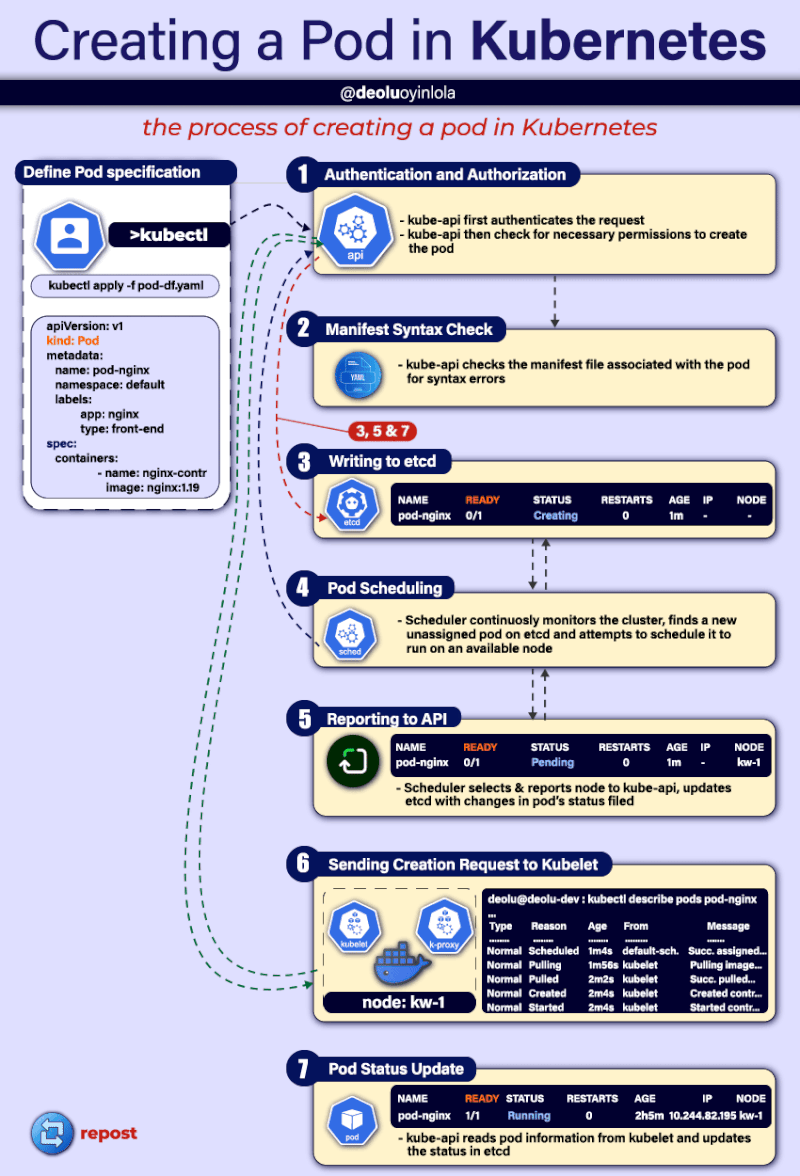 Creating a Pod in Kubernetes
@deoluoyinlola
the process of creating a pod in Kubernetes
Define Pod specification
>kubectl
kubectl apply -f pod-df.yaml
apiVersion: v1
kind: Pod
metadata:
name: pod-nginx
namespace: default
labels:
app: nginx
type: front-end
spec:
containers:
- name: nginx-contr
image: nginx:1.19
1 Authentication and Authorization
api
- kube-api first authenticates the request
- kube-api then check for necessary permissions to create
the pod
2 Manifest Syntax Check
YAML
- kube-api checks the manifest file associated with the pod
for syntax errors
3, 5 & 7
3 Writing to etcd
etcd
NAME READY STATUS RESTARTS AGE IP NODE
pod-nginx 0/1 Creating 0 1m - -
4 Pod Scheduling
sched
- Scheduler continuosly monitors the cluster, finds a new
unassigned pod on etcd and attempts to schedule it to
run on an available node
5 Reporting to API
NAME READY STATUS RESTARTS AGE IP NODE
pod-nginx 0/1 Pending 0 1m - kw-1
- Scheduler selects & reports node to kube-api, updates
etcd with changes in pod's status filed
6 Sending Creation Request to Kubelet
kubelet
k-proxy
node: kw-1
deolu@deolu-dev : kubectl describe pods pod-nginx
...
Type Reason Age From Message
........ ........ ....... ......... ......
Normal Scheduled 1m4s default-sch. Succ. assigned...
Normal Pulling 1m56s kubelet Pulling image...
Normal Pulled 2m2s kubelet Succ. pulled...
Normal Created 2m4s kubelet Created contr...
Normal Started 2m4s kubelet Started contr...
7 Pod Status Update
pod
NAME READY STATUS RESTARTS AGE IP NODE
pod-nginx 1/1 Running 0 2h5m 10.244.82.195 kw-1
- kube-api reads pod information from kubelet and updates
the status in etcd
repost